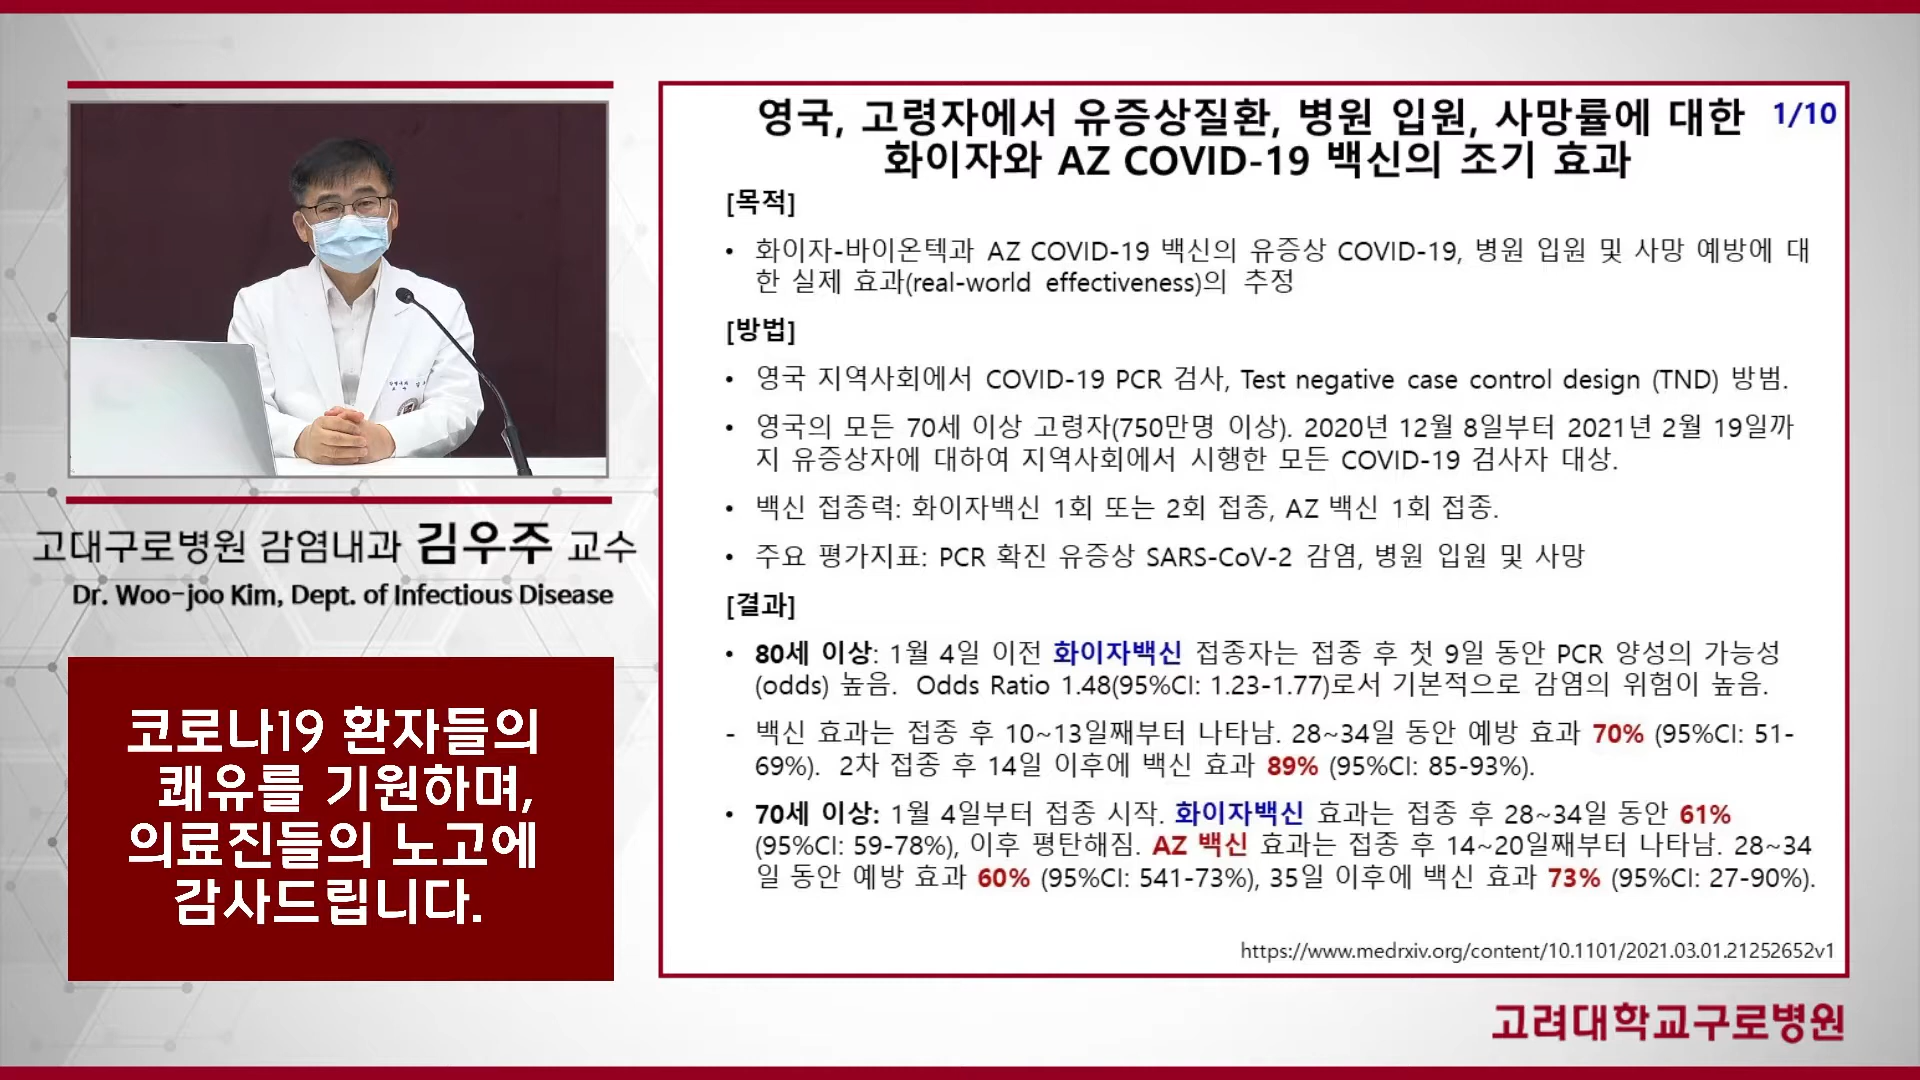 고대구로병원 감염내과 김우주 교수
Dr. Woo-joo Kim, Dept. of Infectious Disease
코로나19 환자들의
쾌유를 기원하며,
의료진들의 노고에
감사드립니다.
영국, 고령자에서 유증상질환, 병원 입원, 사망률에 대한 1/10
화이자와 AZ COVID-19 백신의 조기 효과
[목적]
• 화이자-바이온텍과 AZ COVID-19 백신의 유증상 COVID-19, 병원 입원 및 사망 예방에 대
한 실제 효과(real-world effectiveness)의 추정
[방법]
• 영국 지역사회에서 COVID-19 PCR 검사, Test negative case control design (TND) 방범.
• 영국의 모든 70세 이상 고령자(750만명 이상). 2020년 12월 8일부터 2021년 2월 19일까
지 유증상자에 대하여 지역사회에서 시행한 모든 COVID-19 검사자 대상.
• 백신 접종력: 화이자백신 1회 또는 2회 접종, AZ 백신 1회 접종.
• 주요 평가지표: PCR 확진 유증상 SARS-CoV-2 감염, 병원 입원 및 사망
[결과]
• 80세 이상: 1월 4일 이전 화이자백신 접종자는 접종 후 첫 9일 동안 PCR 양성의 가능성
(odds) 높음. Odds Ratio 1.48(95%CI: 1.23-1.77)로서 기본적으로 감염의 위험이 높음.
- 백신 효과는 접종 후 10~13일째부터 나타남. 28~34일 동안 예방 효과 70% (95%CI: 51-
69%). 2차 접종 후 14일 이후에 백신 효과 89% (95%CI: 85-93%).
• 70세 이상: 1월 4일부터 접종 시작. 화이자백신 효과는 접종 후 28~34일 동안 61%
(95%CI: 59-78%), 이후 평탄해짐. AZ 백신 효과는 접종 후 14~20일째부터 나타남. 28~34
일 동안 예방 효과 60% (95%CI: 541-73%), 35일 이후에 백신 효과 73% (95%CI: 27-90%).
https://www.medrxiv.org/content/10.1101/2021.03.01.21252652v1
고려대학교구로병원